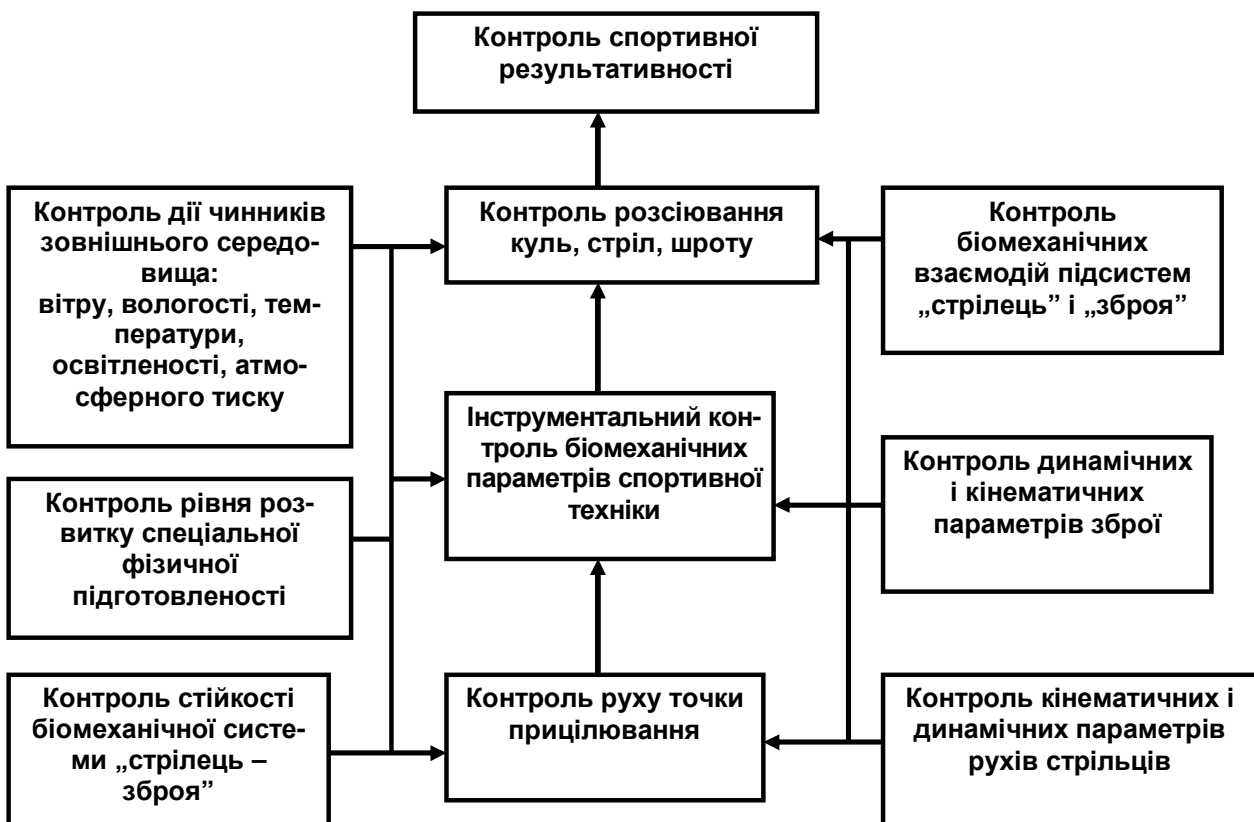 Контроль спортивної
результативності
Контроль дії чинників
зовнішнього середо-
вища:
вітру, вологості, тем-
ператури,
освітленості, атмо-
сферного тиску
Контроль розсіювання
куль, стріл, шроту
Контроль
біомеханічних
взаємодій підсистем
„стрілець” і „зброя”
Інструментальний кон-
троль біомеханічних
параметрів спортивної
техніки
Контроль динамічних
і кінематичних
параметрів зброї
Контроль рівня роз-
витку спеціальної
фізичної
підготовленості
Контроль стійкості
біомеханічної систе-
ми „стрілець –
зброя”
Контроль руху точки
прицілювання
Контроль кінематичних і
динамічних параметрів
рухів стрільців